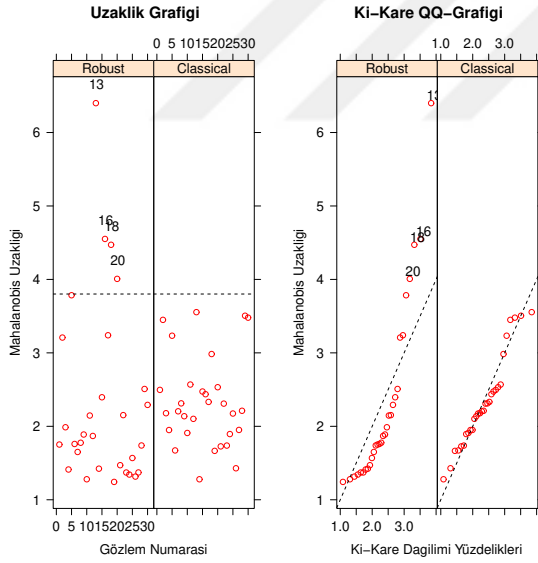 Uzaklik Grafigi
0 5 1015202530
Robust
Classical
13
16
18
20
6
5
4
3
2
1
Mahalanobis Uzakligi
0 5 1015202530
Gözlem Numarasi
Ki−Kare QQ−Grafigi
1.0 2.0 3.0
Robust
Classical
13
16
18
20
6
5
4
3
2
1
Mahalanobis Uzakligi
1.0 2.0 3.0
Ki−Kare Dagilimi Yüzdelikleri